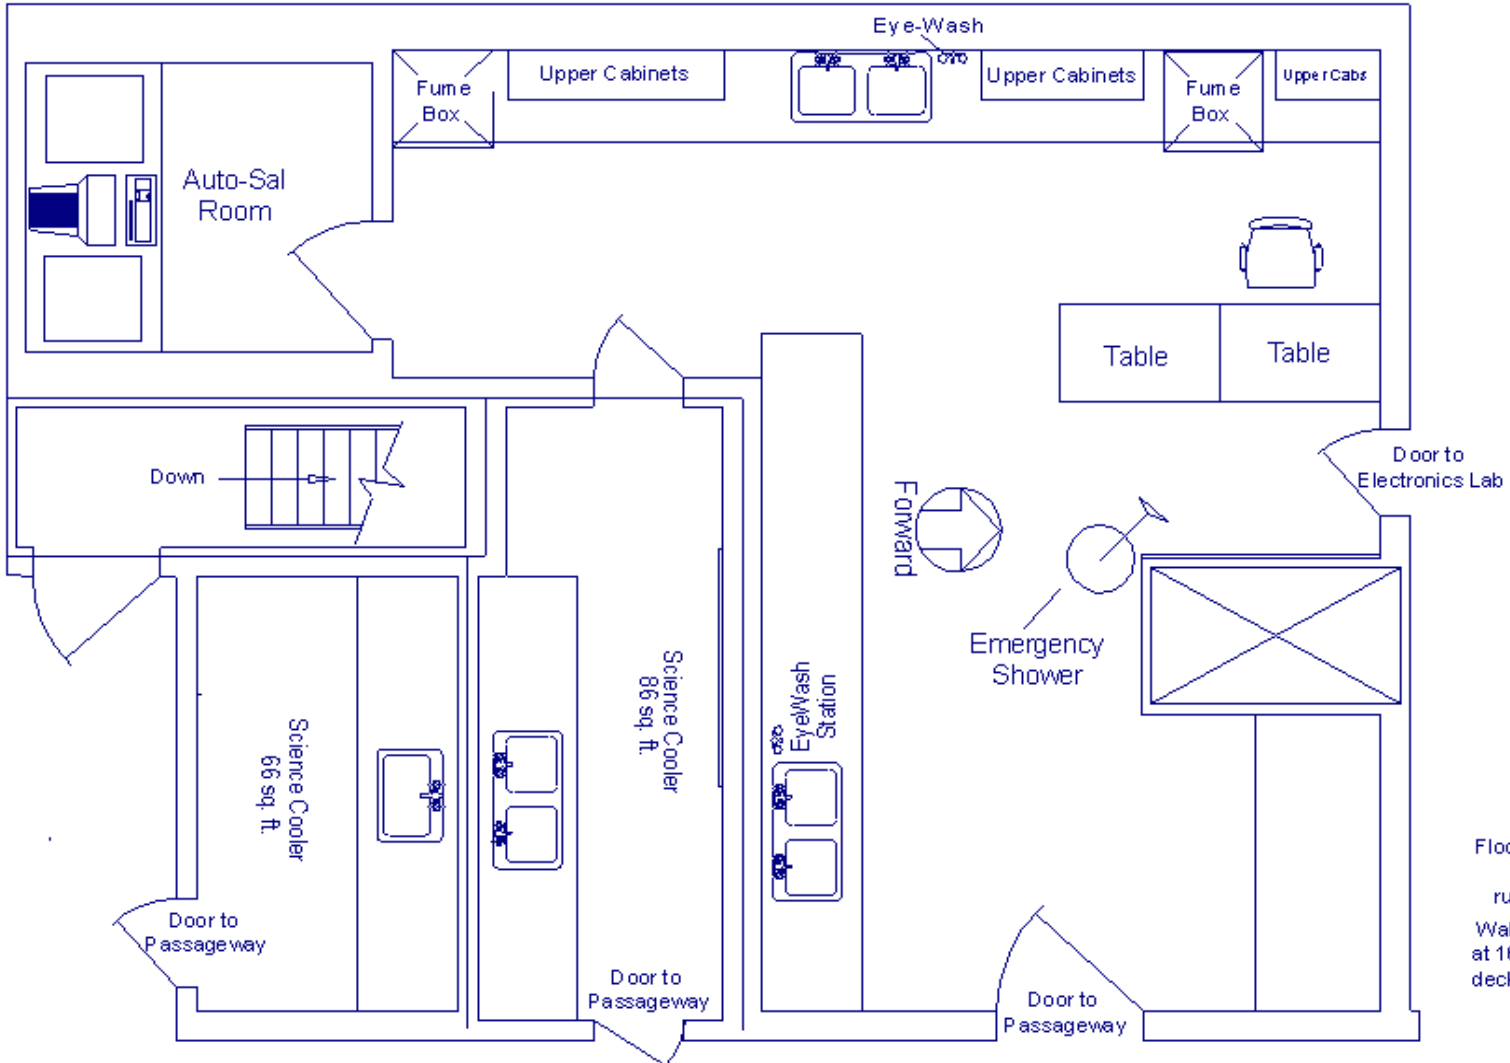 Eye-Wash
Fume
Box
Upper Cabinets
Upper Cabinets
Fume
Box
Upper Cabs
Auto-Sal
Room
Table
Table
Down
Forward
Door to
Electronics Lab
Emergency
Shower
EyeWash
Station
Science Cooler
86 sq. ft.
Science Cooler
66 sq. ft.
Door to
Passageway
Door to
Passageway
Door to
Passageway
at